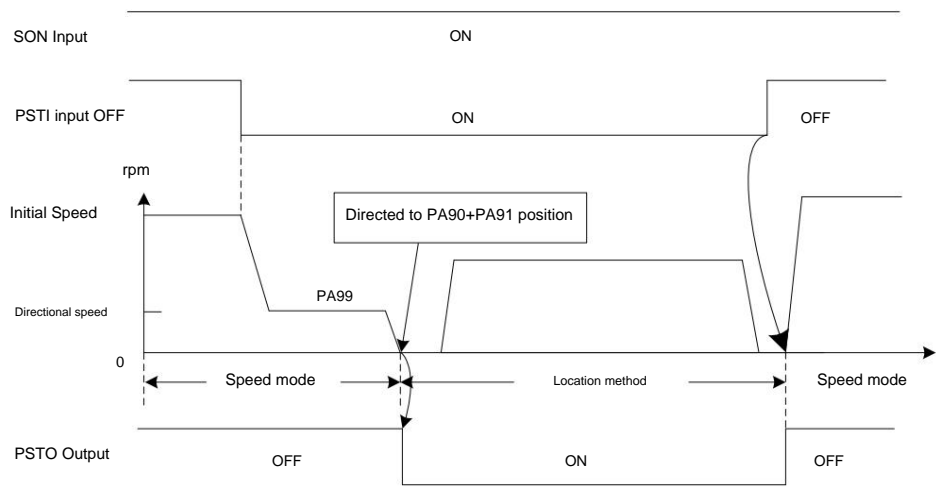 SON Input
ON
PSTI input OFF
ON
OFF
rpm
Initial Speed
Directed to PA90+PA91 position
PA99
Directional speed
0
Speed mode
Location method
Speed mode
PSTO Output
OFF
ON
OFF